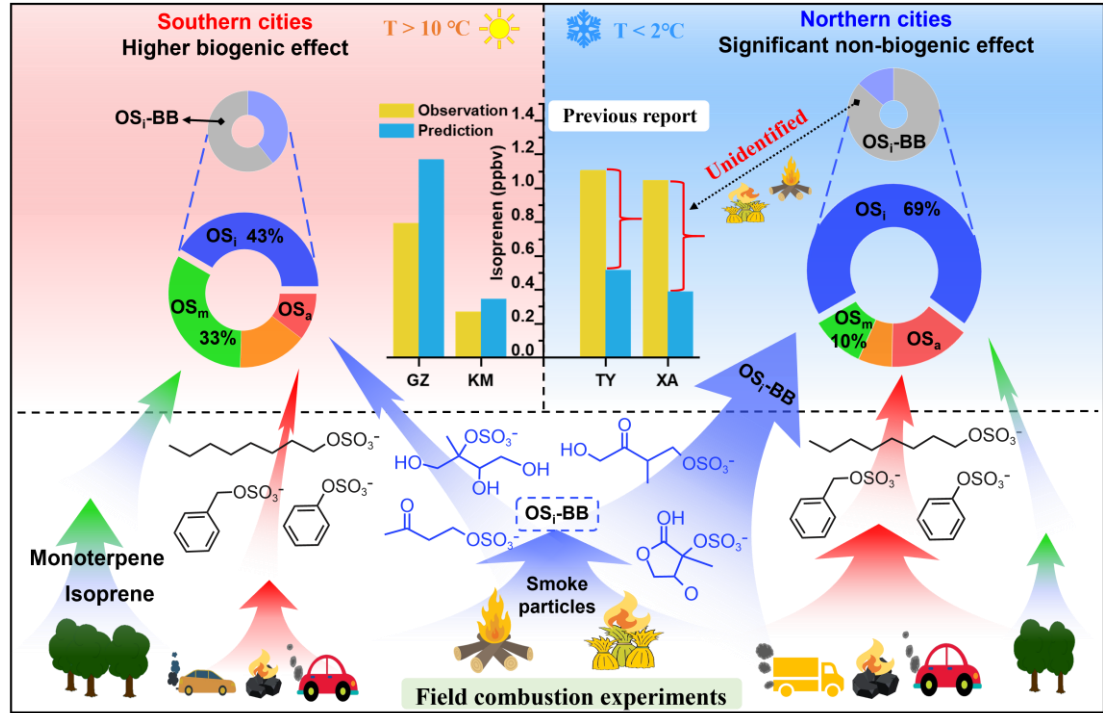 Southern cities
Higher biogenic effect
T > 10 ℃
T < 2℃
Northern cities
Significant non-biogenic effect
OSi-BB
Observation
Prediction
Isoprenen (ppbv)
1.4
1.2
1.0
0.8
0.6
0.4
0.2
0.0
GZ
KM
TY
XA
Previous report
Unidentified
OSi-BB
OSi 43%
OSm
33%
OSa
OSi 69%
OSm
10%
OSa
OSi-BB
OSO3-
OSO3-
OSO3-
OSO3-
HO
OH
OH
O
OSO3-
O
HO
OSO3-
OSi-BB
OH
O
OSO3-
O
OSO3-
OSO3-
OSO3-
Monoterpene
Isoprene
Smoke
particles
Field combustion experiments